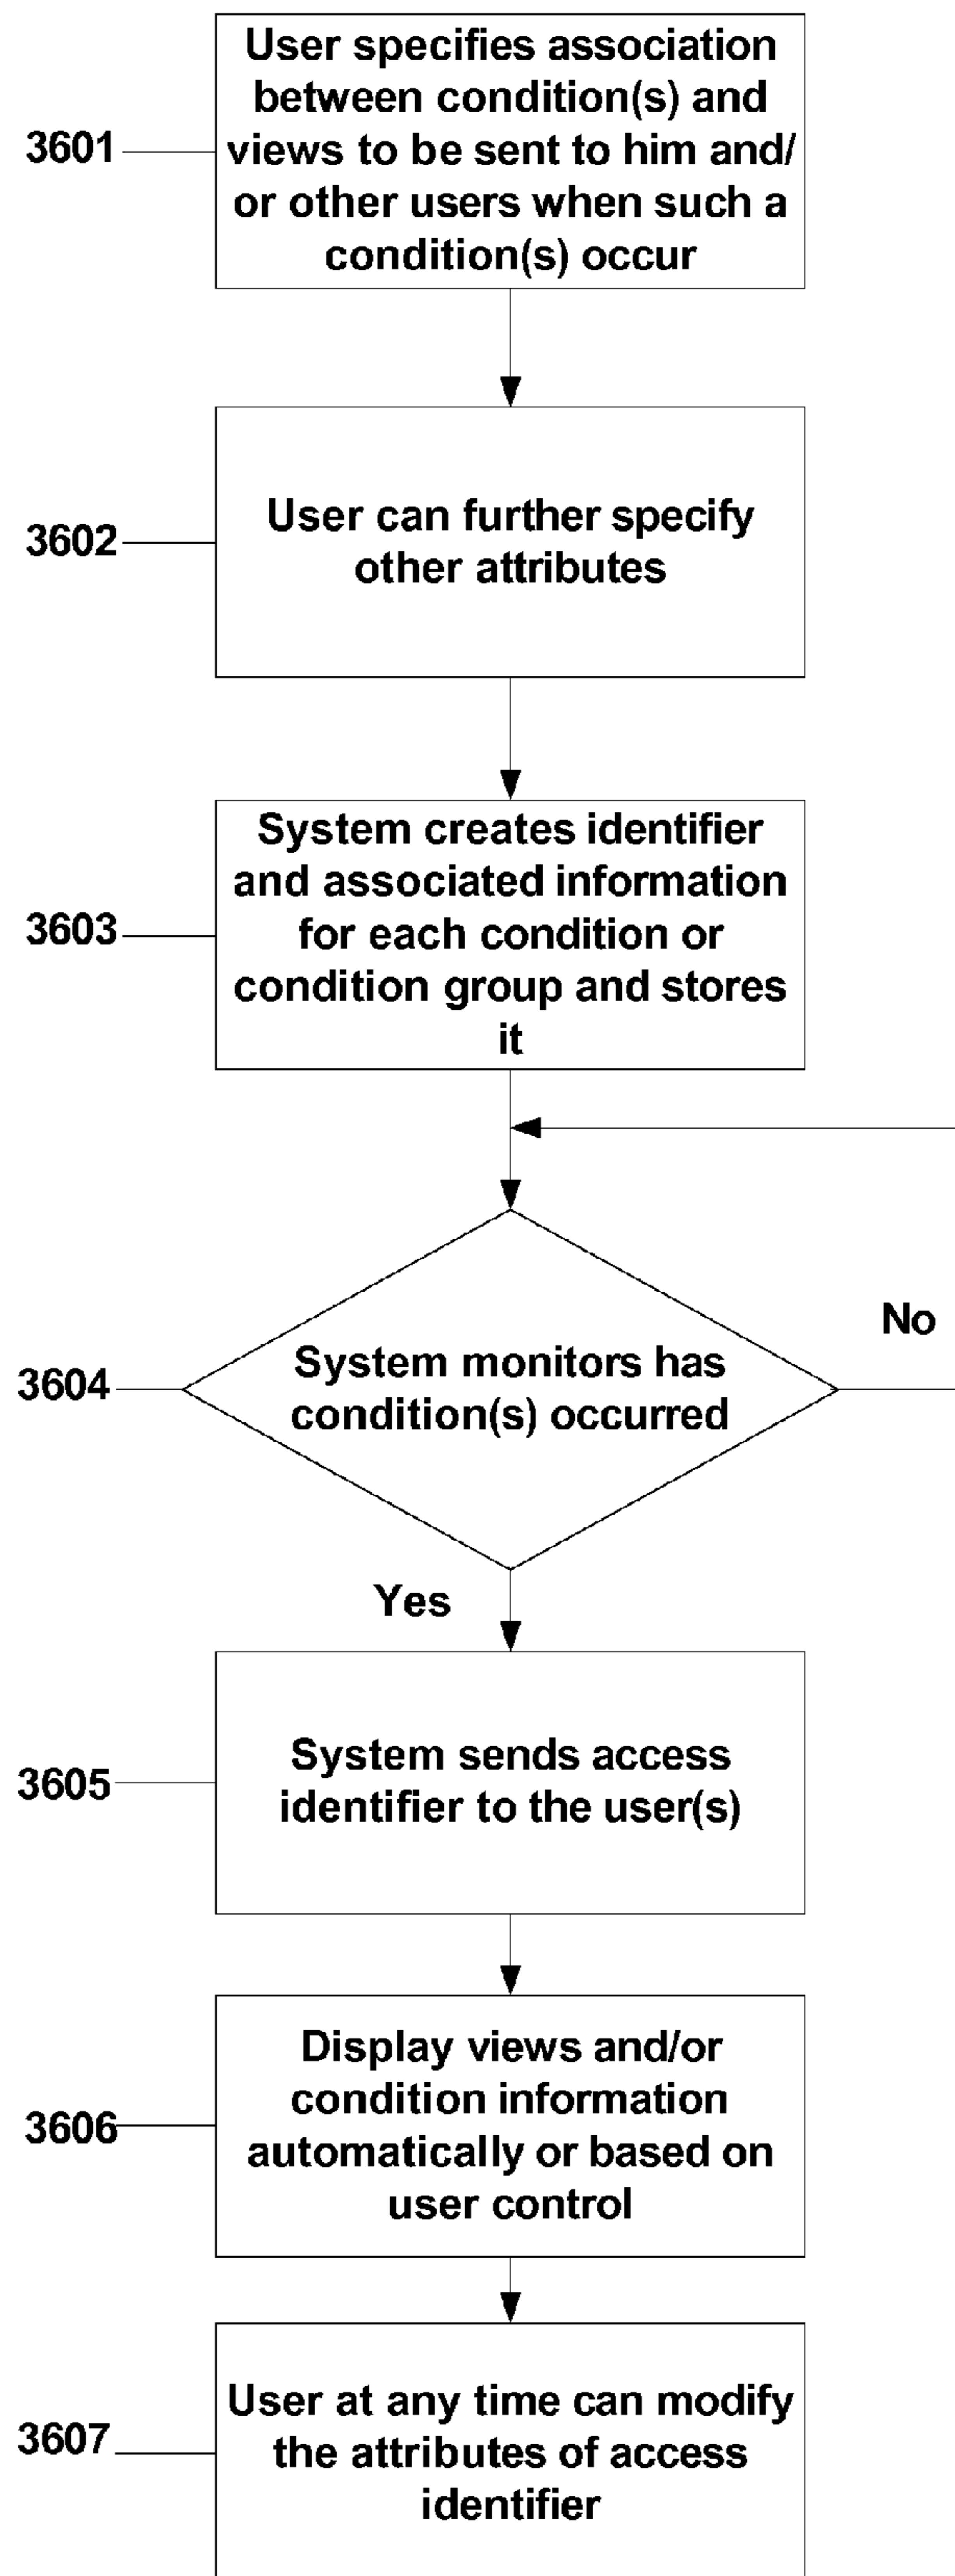 User specifies association
between condition(s) and
3601
views to be sent to him and/
or other users when such a
condition(s) occur
3602
User can further specify
other attributes
System creates identifier
and associated information
3603
for each condition or
condition group and stores
it
No
3604
System monitors has
condition(s) occurred
Yes
3605
System sends access
identifier to the user(s)
Display views and/or
condition information
3606
automatically or based on
user control
User at any time can modify
3607
the attributes of access
identifier